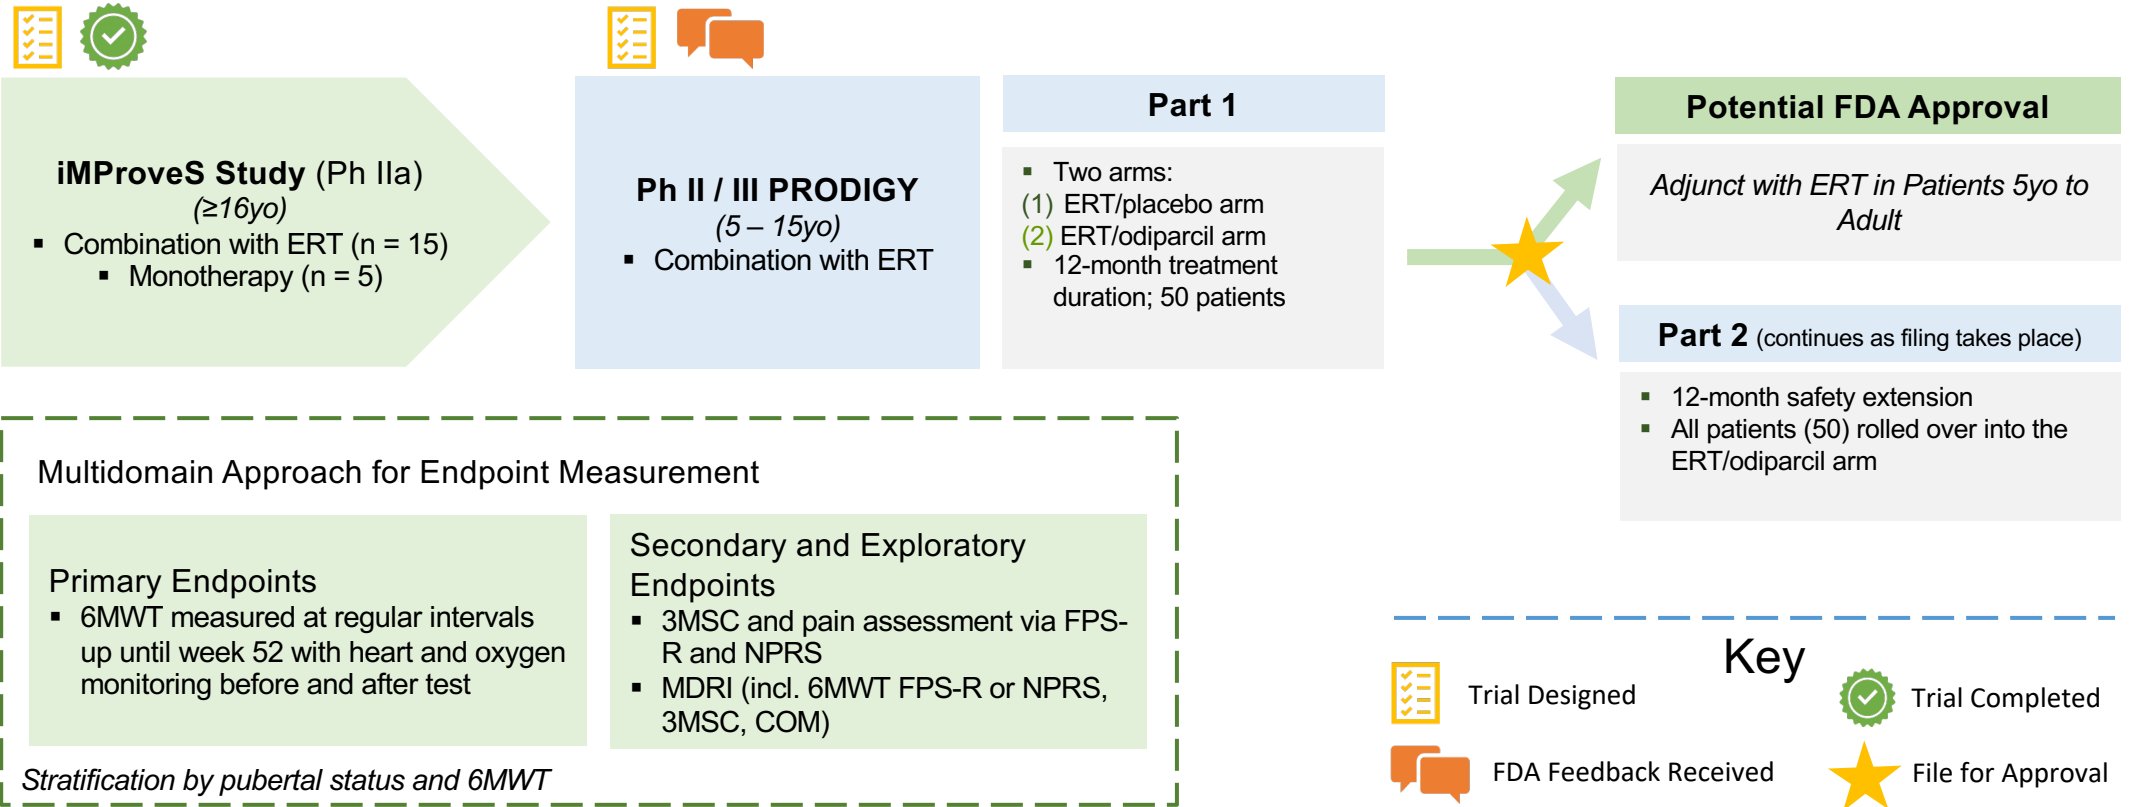 iMProveS Study (Ph IIa)
(≥16yo)
▪ Combination with ERT (n = 15)
▪ Monotherapy (n = 5)
Ph II / III PRODIGY
(5 – 15yo)
▪ Combination with ERT
Part 1
▪ Two arms:
(1) ERT/placebo arm
(2) ERT/odiparcil arm
▪ 12-month treatment
duration; 50 patients
Potential FDA Approval
Adjunct with ERT in Patients 5yo to
Adult
Part 2 (continues as filing takes place)
▪ 12-month safety extension
▪ All patients (50) rolled over into the
ERT/odiparcil arm
Multidomain Approach for Endpoint Measurement
Primary Endpoints
▪ 6MWT measured at regular intervals
up until week 52 with heart and oxygen
monitoring before and after test
Secondary and Exploratory
Endpoints
▪ 3MSC and pain assessment via FPS-
R and NPRS
▪ MDRI (incl. 6MWT FPS-R or NPRS,
3MSC, COM)
Stratification by pubertal status and 6MWT
Key
Trial Designed
Trial Completed
FDA Feedback Received
File for Approval